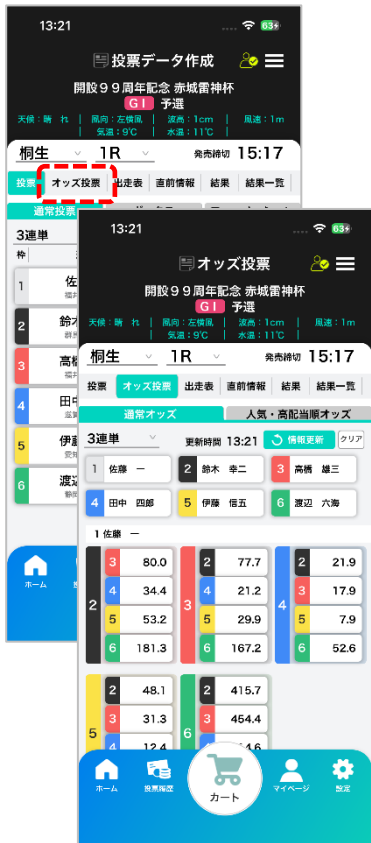 13:21
63
投票データ作成
開設99周年記念 赤城雷神杯
GⅠ 予選
天候：晴 れ | 風向：左横風 | 波高：1cm | 風速：1m
| 気温：9℃ | 水温：11℃ |
桐生 1R 発売締切 15:17
投票 オッズ投票 出走表 直前情報 結果 結果一覧
通常投票
3連単
枠
1 佐
2 鈴木
3 高橋
4 田中
5 伊藤
6 渡辺
ホーム
13:21
63
オッズ投票
開設99周年記念 赤城雷神杯
GⅠ 予選
天候：晴 れ | 風向：左横風 | 波高：1cm | 風速：1m
| 気温：9℃ | 水温：11℃ |
桐生 1R 発売締切 15:17
投票 オッズ投票 出走表 直前情報 結果 結果一覧
通常オッズ 人気・高配当順オッズ
3連単 更新時間 13:21 情報更新 クリア
1 佐藤 一 2 鈴木 幸二 3 高橋 雄三
4 田中 四郎 5 伊藤 信五 6 渡辺 六海
1 佐藤 一
2
3 80.0
4 34.4
5 53.2
6 181.3
3
2 77.7
4 21.2
5 29.9
6 167.2
4
2 21.9
3 17.9
5 7.9
6 52.6
5
2 48.1
3 31.3
4 12.4
6
2 415.7
3 454.4
ホーム 投票履歴 カート マイページ 設定